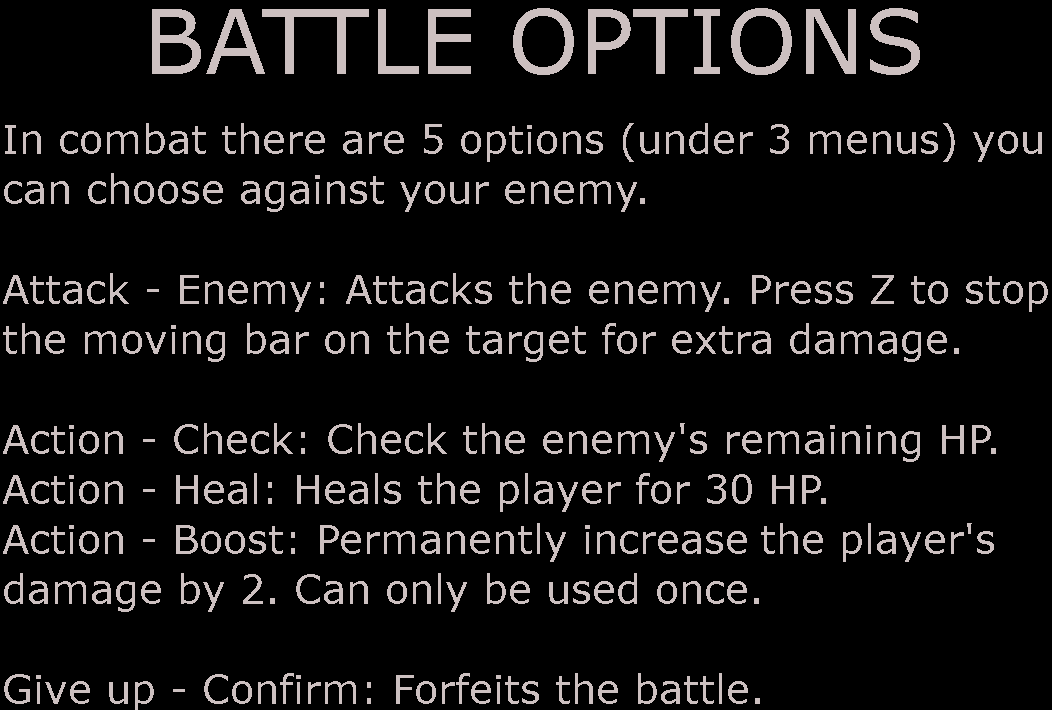 BATTLE OPTIONS
In combat there are 5 options (under 3 menus) you
can choose against your enemy.
Attack - Enemy: Attacks the enemy. Press Z to stop
the moving bar on the target for extra damage.
Action - Check: Check the enemy's remaining HP.
Action - Heal: Heals the player for 30 HP.
Action - Boost: Permanently increase the player's
damage by 2. Can only be used once.
Give up - Confirm: Forfeits the battle.